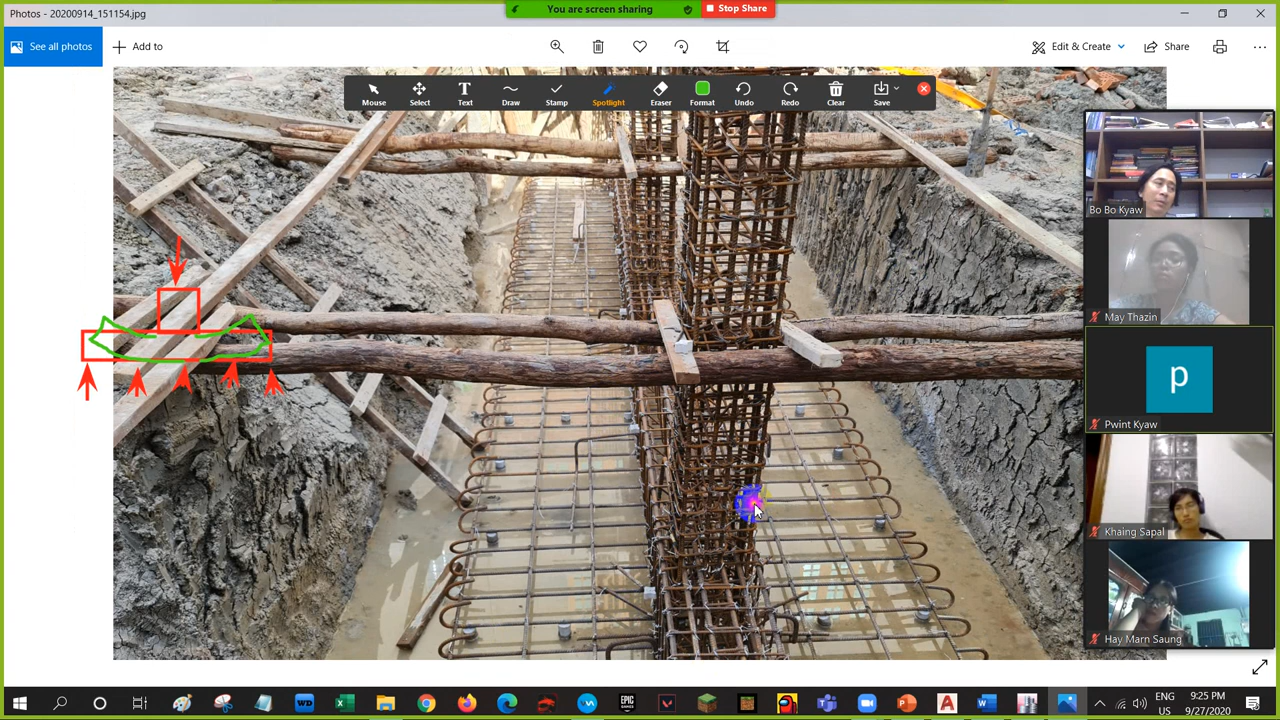 Photos - 20200914_151154.jpg
You are screen sharing
Stop Share
See all photos
Add to
Edit & Create
Share
Mouse
Select
Text
Draw
Stamp
Spotlight
Eraser
Format
Undo
Redo
Clear
Save
Bo Bo Kyaw
May Thazin
p
Pwint Kyaw
Khaing Sapal
Hay Marn Saung
ENG
US
9:25 PM
9/27/2020